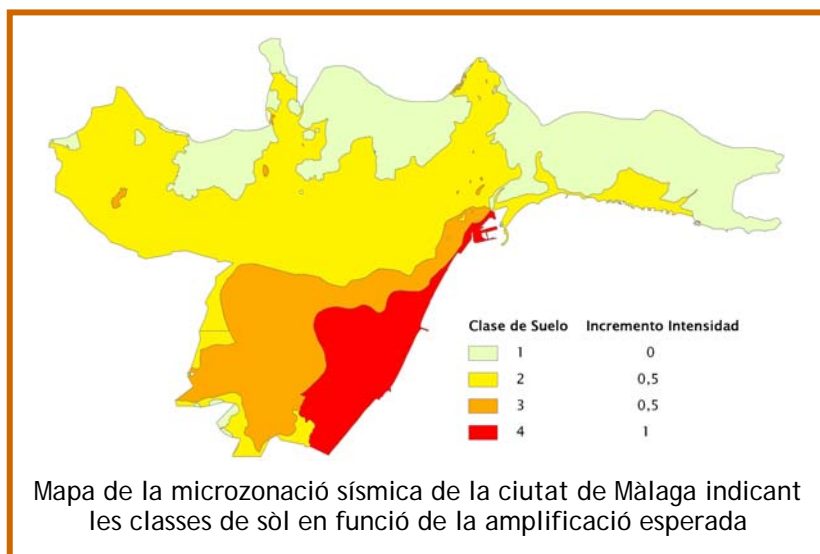 Clase de Suelo Incremento Intensidad
1 0
2 0,5
3 0,5
4 1
Mapa de la microzonació sísmica de la ciutat de Màlaga indicant
les classes de sòl en funció de la amplificació esperada